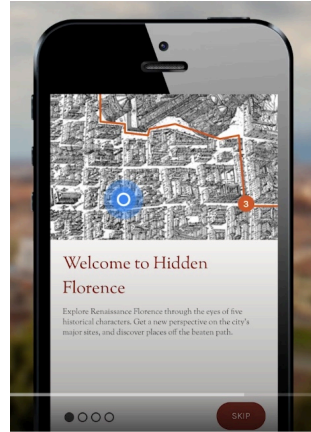 3
Welcome to Hidden
Florence
Explore Renaissance Florence through the eyes of five
historical characters. Get a new perspective on the city's
major sites, and discover places off the beaten path.
SKIP